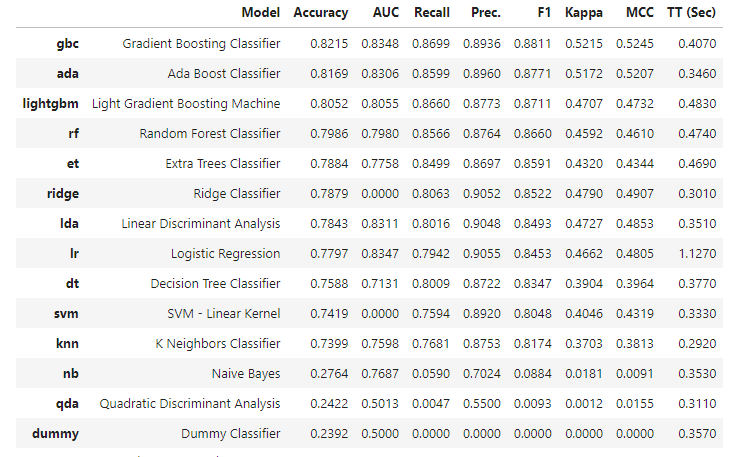 Model Accuracy AUC Recall Prec. F1 Kappa MCC TT (Sec)
gbc Gradient Boosting Classifier 0.8215 0.8348 0.8699 0.8936 0.8811 0.5215 0.5245 0.4070
ada Ada Boost Classifier 0.8169 0.8306 0.8599 0.8960 0.8771 0.5172 0.5207 0.3460
lightgbm Light Gradient Boosting Machine 0.8052 0.8055 0.8660 0.8773 0.8711 0.4707 0.4732 0.4830
rf Random Forest Classifier 0.7986 0.7980 0.8566 0.8764 0.8660 0.4592 0.4610 0.4740
et Extra Trees Classifier 0.7884 0.7758 0.8499 0.8697 0.8591 0.4320 0.4344 0.4690
ridge Ridge Classifier 0.7879 0.0000 0.8063 0.9052 0.8522 0.4790 0.4907 0.3010
lda Linear Discriminant Analysis 0.7843 0.8311 0.8016 0.9048 0.8493 0.4727 0.4853 0.3510
lr Logistic Regression 0.7797 0.8347 0.7942 0.9055 0.8453 0.4662 0.4805 1.1270
dt Decision Tree Classifier 0.7588 0.7131 0.8009 0.8722 0.8347 0.3904 0.3964 0.3770
svm SVM - Linear Kernel 0.7419 0.0000 0.7594 0.8920 0.8048 0.4046 0.4319 0.3330
knn K Neighbors Classifier 0.7399 0.7598 0.7681 0.8753 0.8174 0.3703 0.3813 0.2920
nb Naive Bayes 0.2764 0.7687 0.0590 0.7024 0.0884 0.0181 0.0091 0.3530
qda Quadratic Discriminant Analysis 0.2422 0.5013 0.0047 0.5500 0.0093 0.0012 0.0155 0.3110
dummy Dummy Classifier 0.2392 0.5000 0.0000 0.0000 0.0000 0.0000 0.0000 0.3570